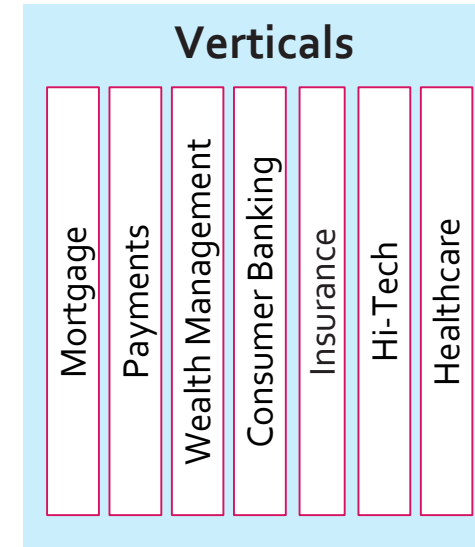 Verticals
Mortgage
Payments
Wealth Management
Consumer Banking
Insurance
Hi-Tech
Healthcare